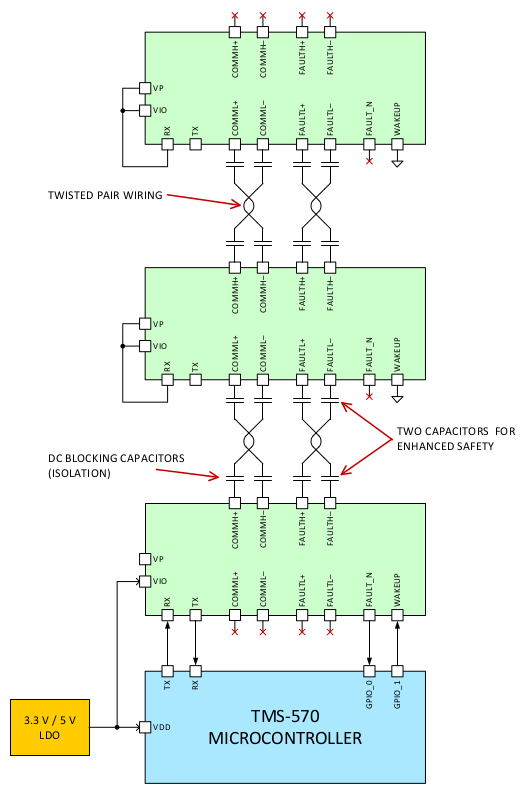 COMMH+
COMMH−
FAULTH+
FAULTH−
VP
VIO
RX
TX
COMML+
COMML−
FAULTL+
FAULTL−
FAULT_N
WAKEUP
TWISTED PAIR WIRING
COMMH+
COMMH−
FAULTH+
FAULTH−
VP
VIO
RX
TX
COMML+
COMML−
FAULTL+
FAULTL−
FAULT_N
WAKEUP
TWO CAPACITORS FOR
ENHANCED SAFETY
DC BLOCKING CAPACITORS
(ISOLATION)
COMMH+
COMMH−
FAULTH+
FAULTH−
VP
VIO
RX
TX
COMML+
COMML−
FAULTL+
FAULTL−
FAULT_N
WAKEUP
TX
RX
GPIO_0
GPIO_1
VDD
TMS-570
MICROCONTROLLER
3.3 V / 5 V
LDO